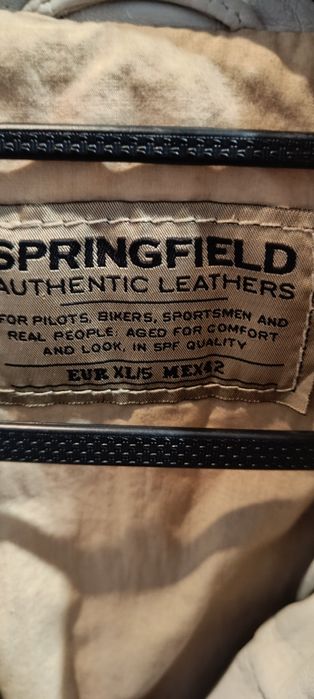 SPRINGFIELD
AUTHENTIC LEATHERS
FOR PILOTS, BIKERS, SPORTSMEN AND
REAL PEOPLE, AGED FOR COMFORT
AND LOOK, IN SPF QUALITY
EUR XL/5 MEX42